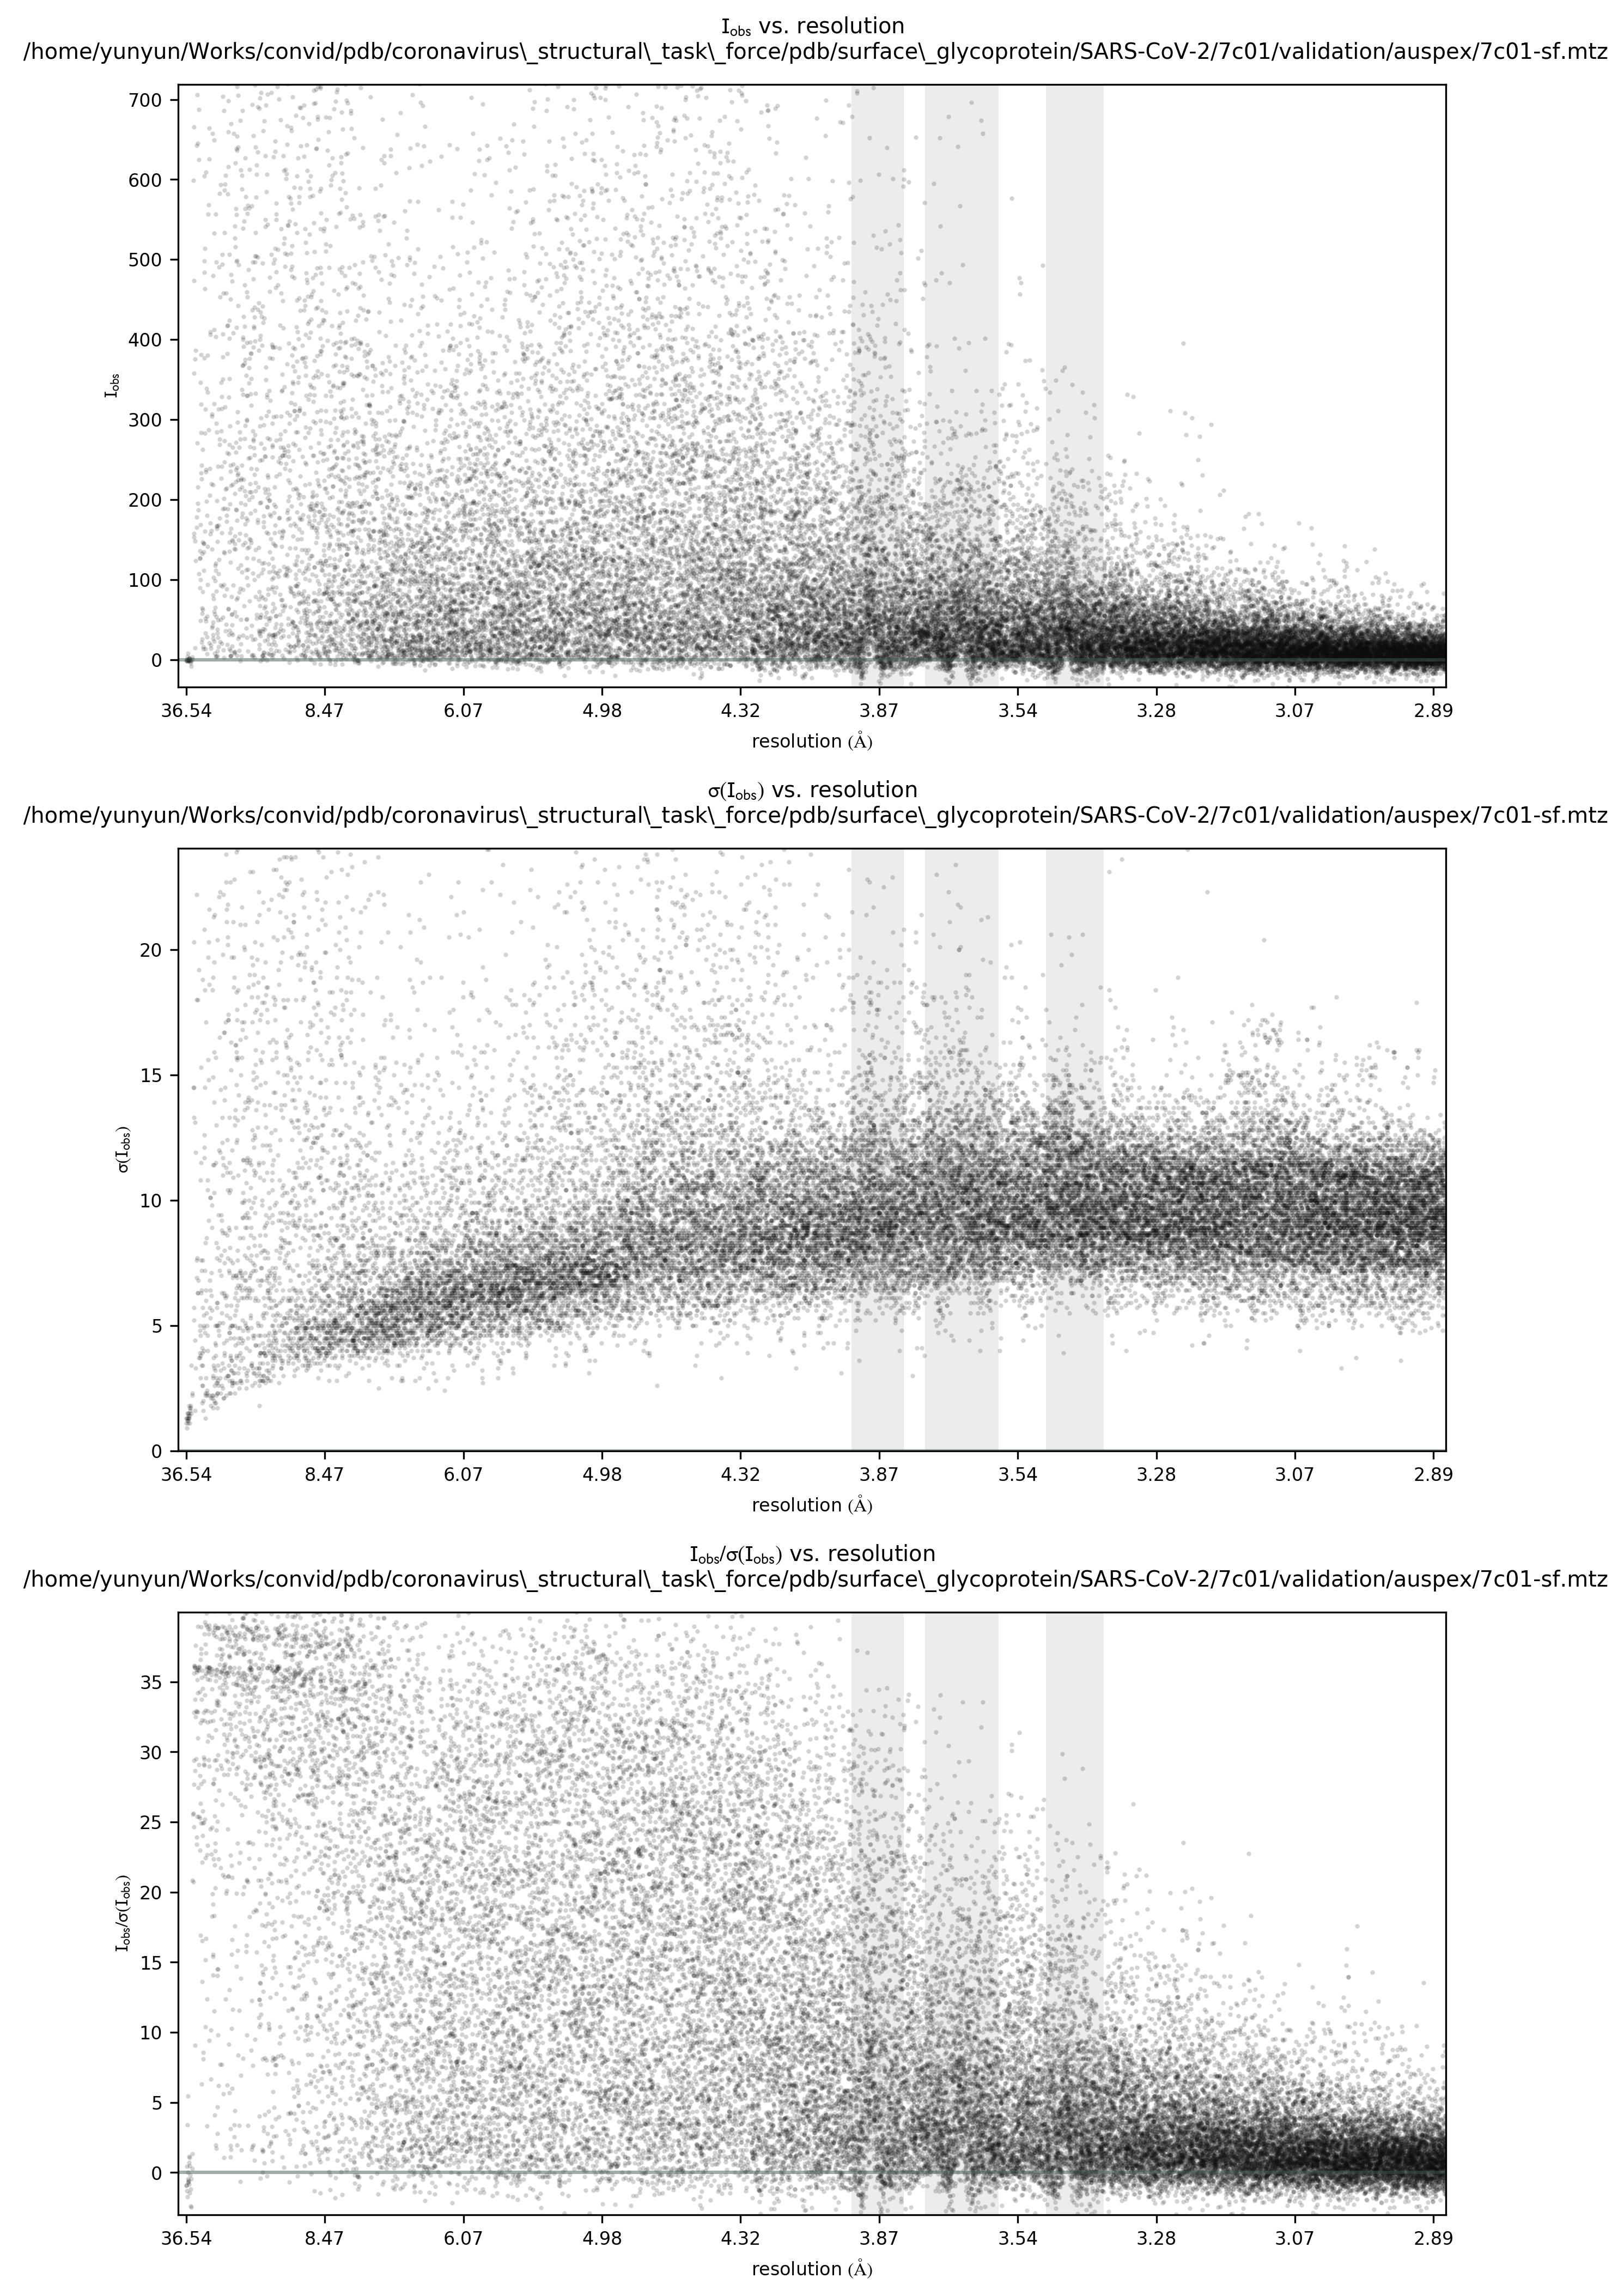 Iobs vs. resolution
/home/yunyun/Works/convid/pdb/coronavirus\_structural\_task\_force/pdb/surface\_glycoprotein/SARS-CoV-2/7c01/validation/auspex/7c01-sf.mtz
700
600
500
400
300
200
100
0
Iobs
36.54 8.47 6.07 4.98 4.32 3.87 3.54 3.28 3.07 2.89
resolution (Å)
σ(Iobs) vs. resolution
/home/yunyun/Works/convid/pdb/coronavirus\_structural\_task\_force/pdb/surface\_glycoprotein/SARS-CoV-2/7c01/validation/auspex/7c01-sf.mtz
20
15
10
5
0
σ(Iobs)
36.54 8.47 6.07 4.98 4.32 3.87 3.54 3.28 3.07 2.89
resolution (Å)
Iobs/σ(Iobs) vs. resolution
/home/yunyun/Works/convid/pdb/coronavirus\_structural\_task\_force/pdb/surface\_glycoprotein/SARS-CoV-2/7c01/validation/auspex/7c01-sf.mtz
35
30
25
20
15
10
5
0
Iobs/σ(Iobs)
36.54 8.47 6.07 4.98 4.32 3.87 3.54 3.28 3.07 2.89
resolution (Å)